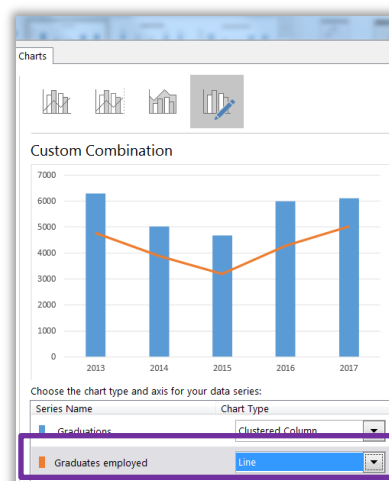 Charts
Custom Combination
7000
6000
5000
4000
3000
2000
1000
0
2013 2014 2015 2016 2017
Choose the chart type and axis for your data series:
Series Name Chart Type
Graduations Clustered Column
Graduates employed Line